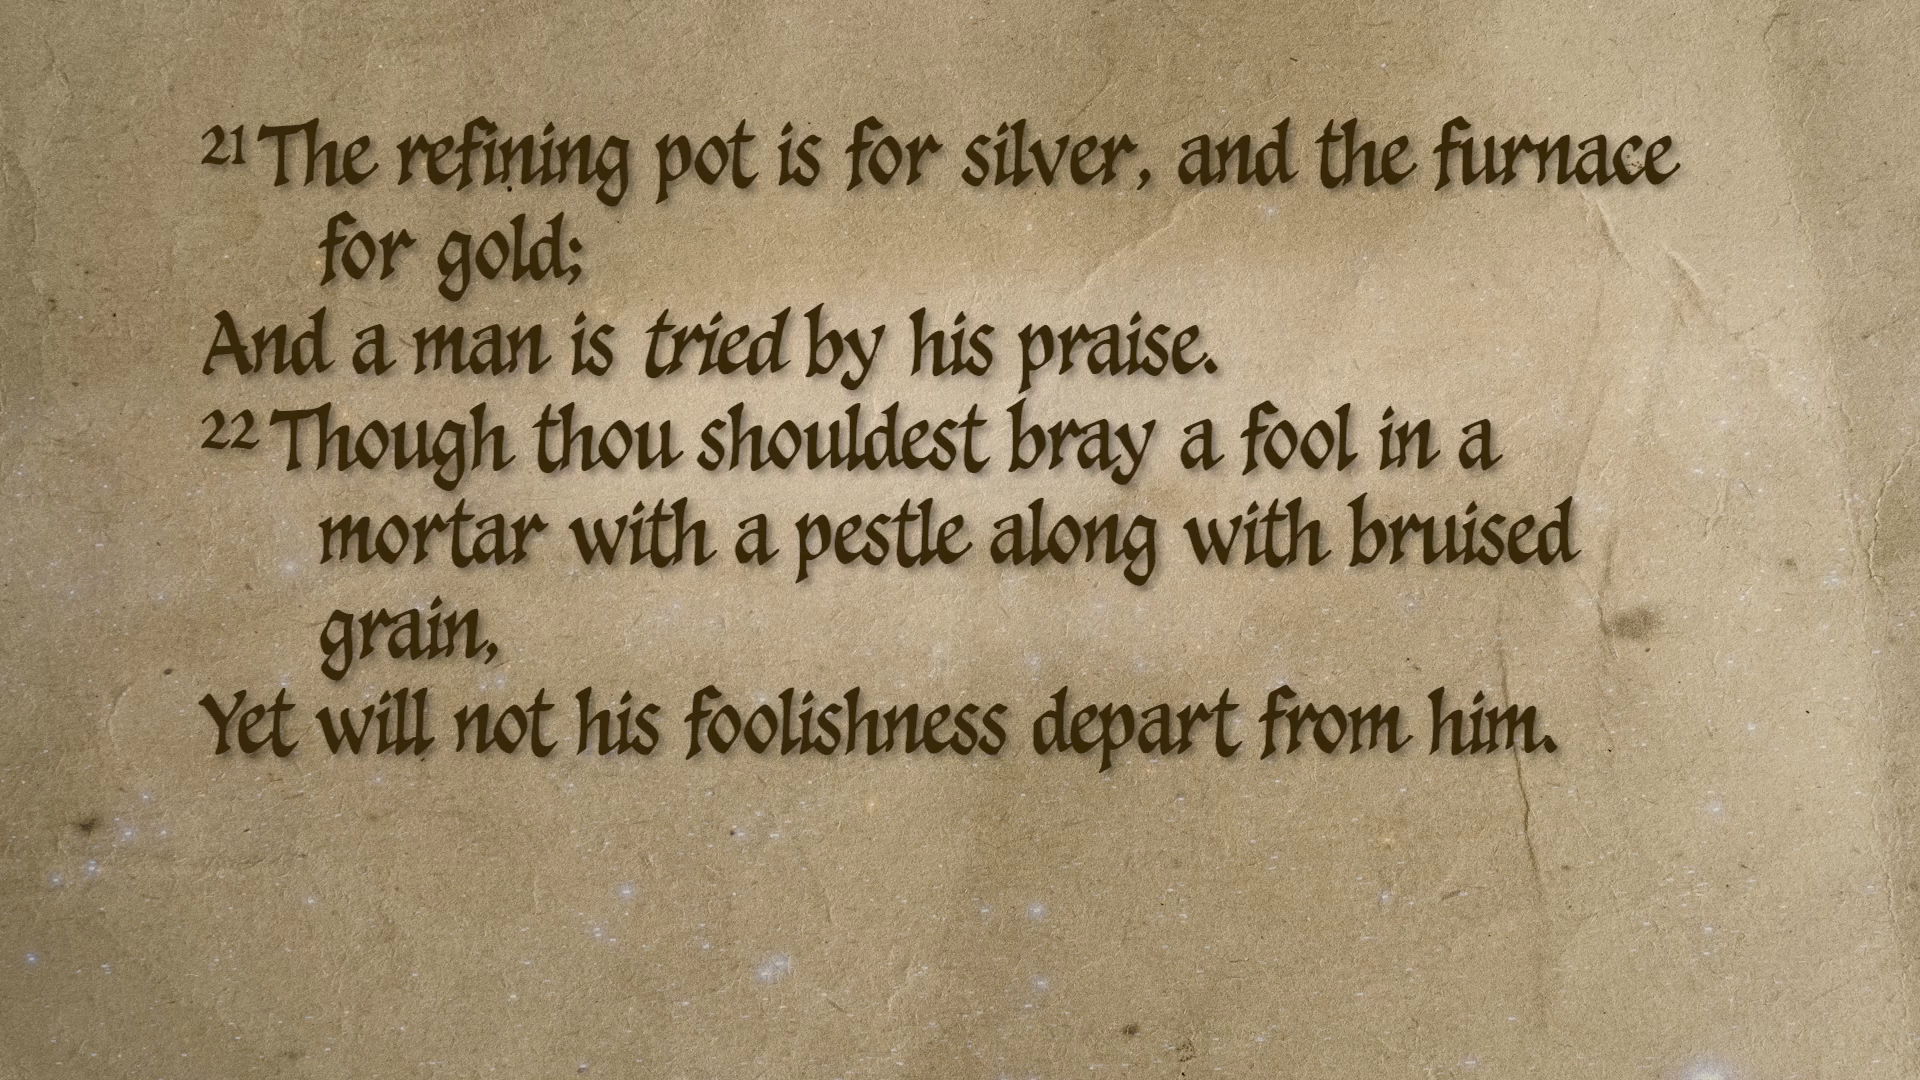 21 The refining pot is for silver, and the furnace
for gold;
And a man is tried by his praise.
22 Though thou shouldest bray a fool in a
mortar with a pestle along with bruised
grain,
Yet will not his foolishness depart from him.